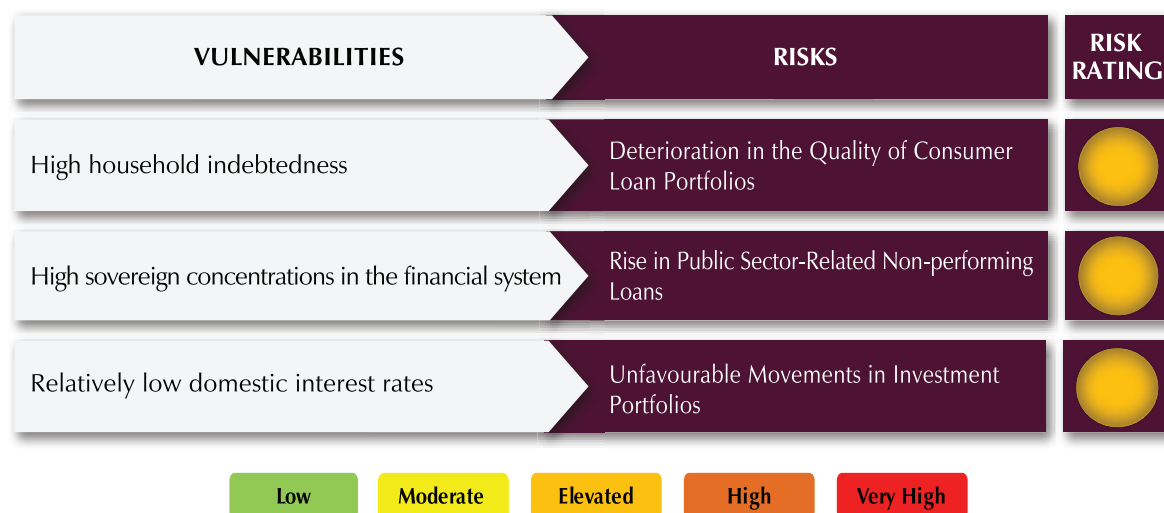 VULNERABILITIES
RISKS
RISK
RATING
High household indebtedness
Deterioration in the Quality of Consumer
Loan Portfolios
High sovereign concentrations in the financial system
Rise in Public Sector-Related Non-performing
Loans
Relatively low domestic interest rates
Unfavourable Movements in Investment
Portfolios
Low
Moderate
Elevated
High
Very High